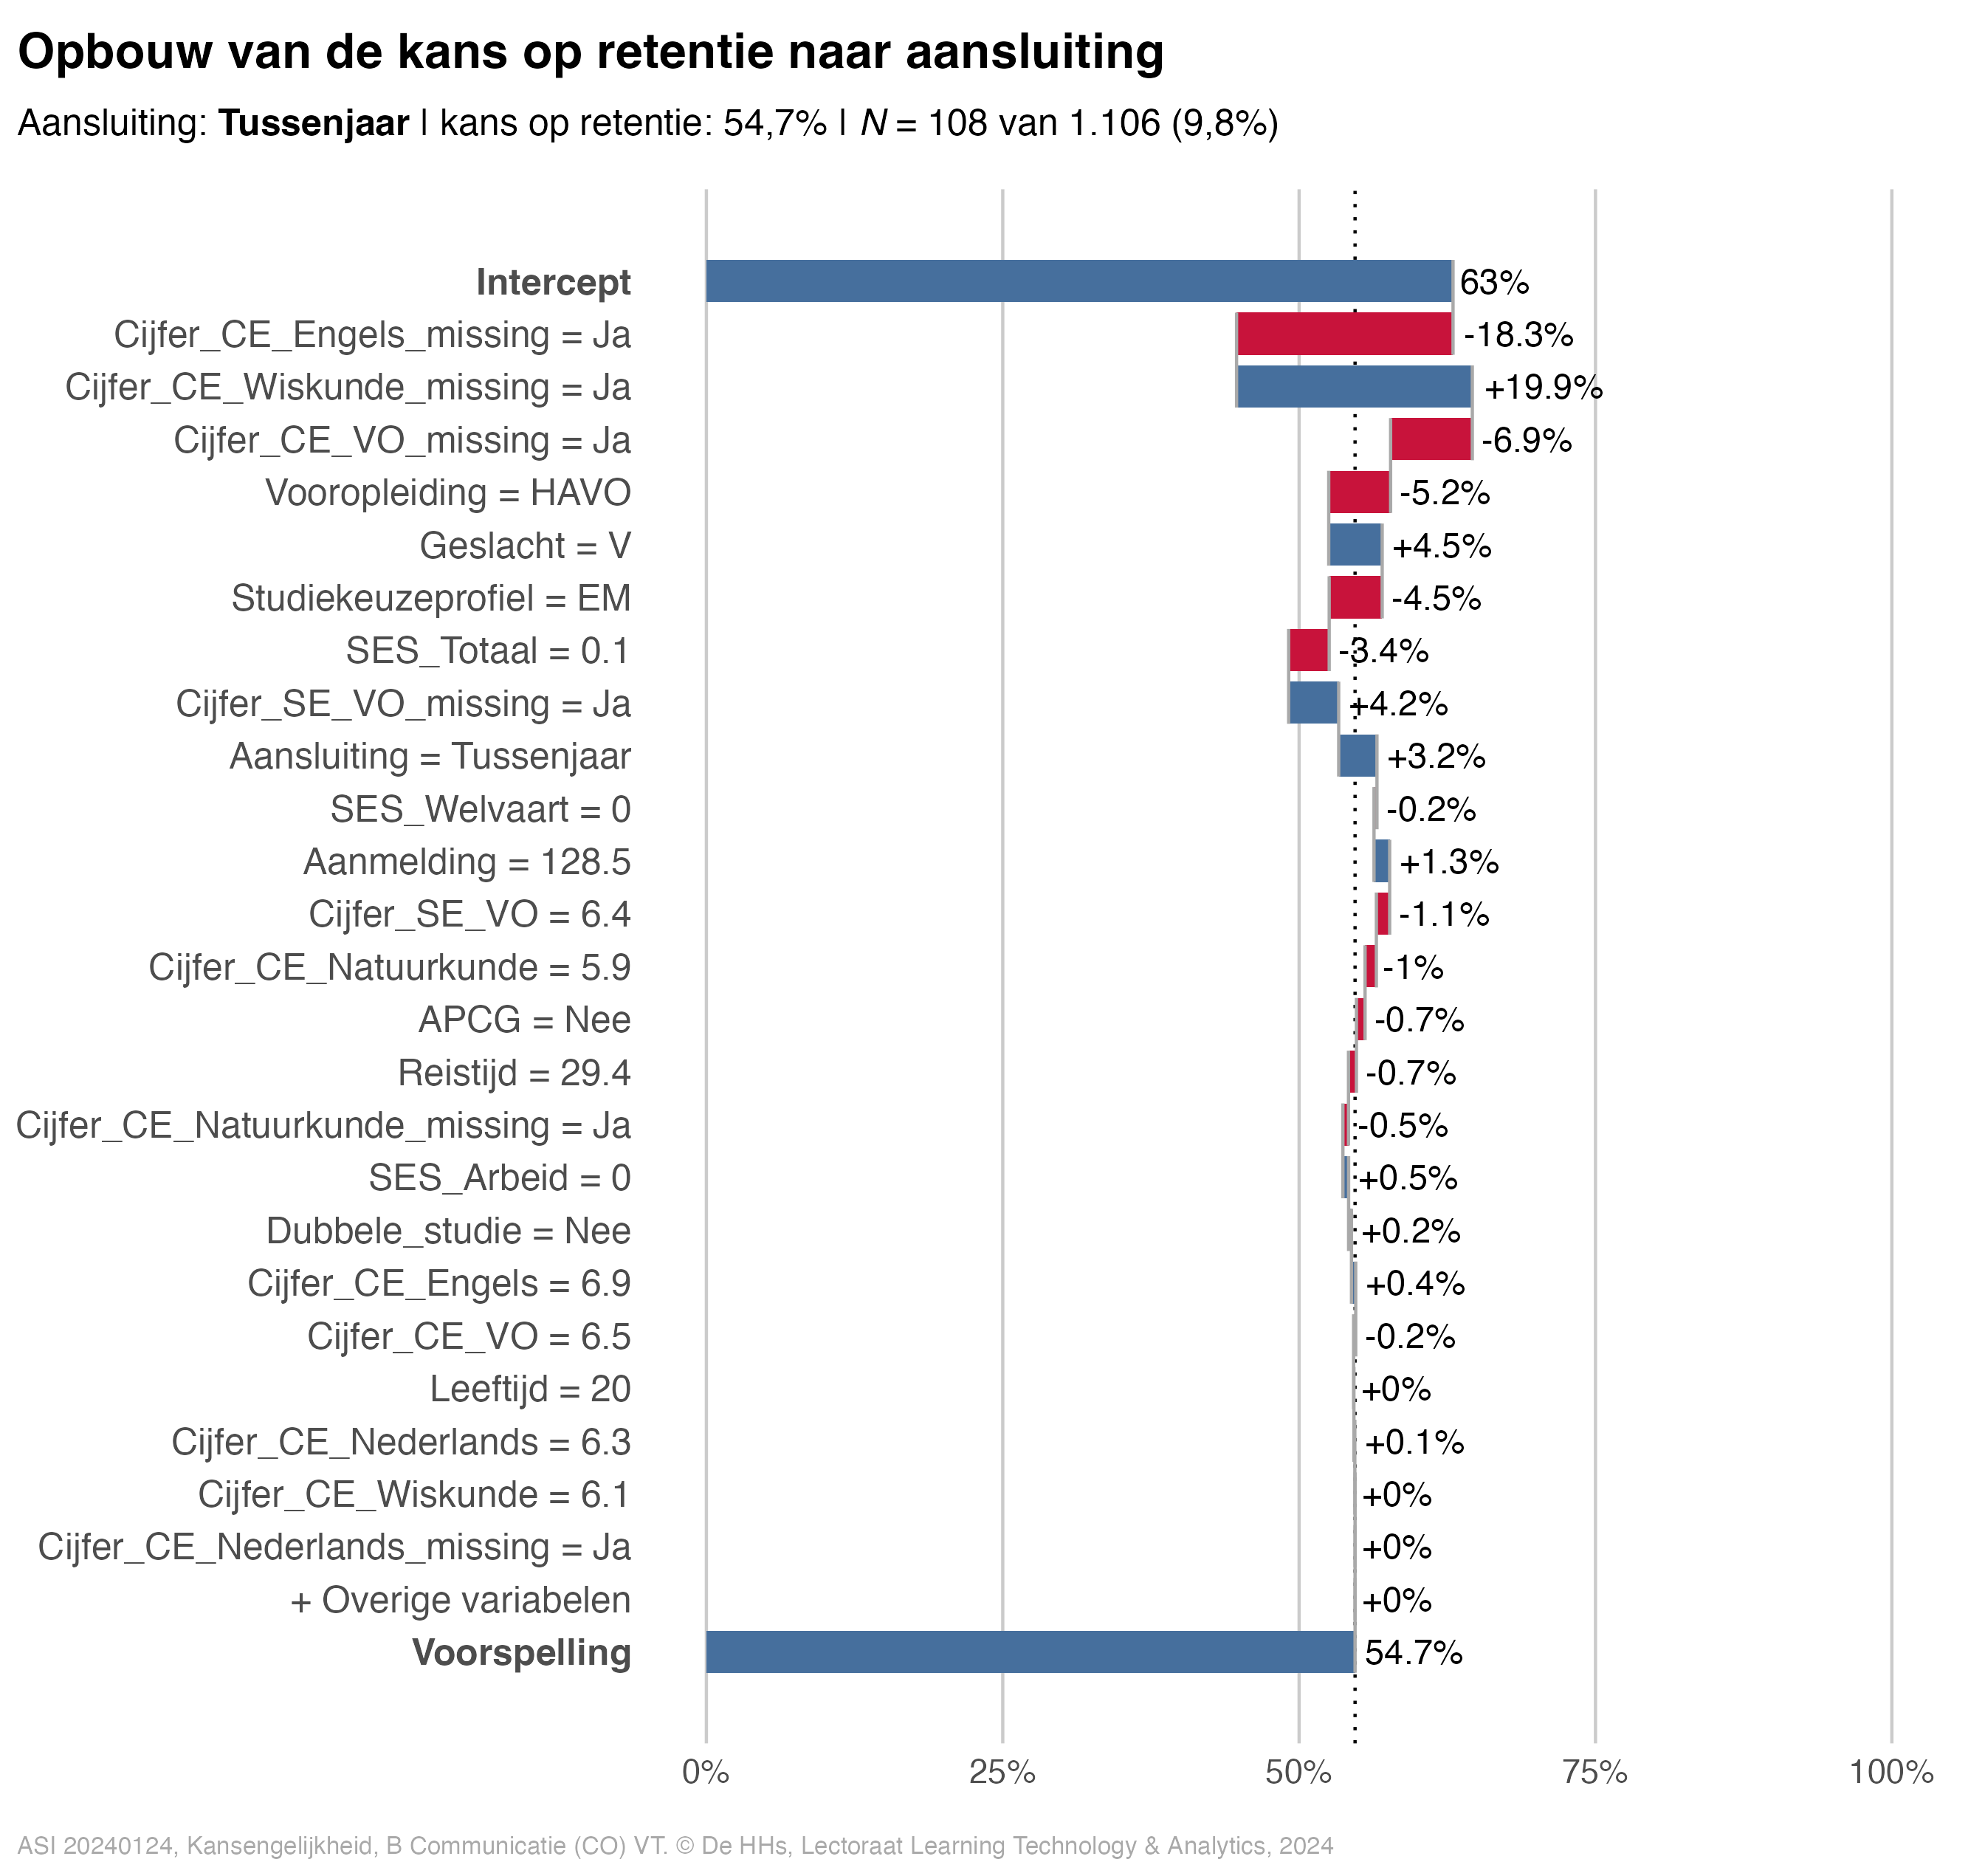 Opbouw van de kans op retentie naar aansluiting
Aansluiting: Tussenjaar | kans op retentie: 54,7% | N = 108 van 1.106 (9,8%)
Intercept 63%
Cijfer_CE_Engels_missing = Ja -18.3%
Cijfer_CE_Wiskunde_missing = Ja +19.9%
Cijfer_CE_VO_missing = Ja -6.9%
Vooropleiding = HAVO -5.2%
Geslacht = V +4.5%
Studiekeuzeprofiel = EM -4.5%
SES_Totaal = 0.1 -3.4%
Cijfer_SE_VO_missing = Ja +4.2%
Aansluiting = Tussenjaar +3.2%
SES_Welvaart = 0 -0.2%
Aanmelding = 128.5 +1.3%
Cijfer_SE_VO = 6.4 -1.1%
Cijfer_CE_Natuurkunde = 5.9 -1%
APCG = Nee -0.7%
Reistijd = 29.4 -0.7%
Cijfer_CE_Natuurkunde_missing = Ja -0.5%
SES_Arbeid = 0 +0.5%
Dubbele_studie = Nee +0.2%
Cijfer_CE_Engels = 6.9 +0.4%
Cijfer_CE_VO = 6.5 -0.2%
Leeftijd = 20 +0%
Cijfer_CE_Nederlands = 6.3 +0.1%
Cijfer_CE_Wiskunde = 6.1 +0%
Cijfer_CE_Nederlands_missing = Ja +0%
+ Overige variabelen +0%
Voorspelling 54.7%
0% 25% 50% 75% 100%
ASI 20240124, Kansengelijkheid, B Communicatie (CO) VT. © De HHs, Lectoraat Learning Technology & Analytics, 2024